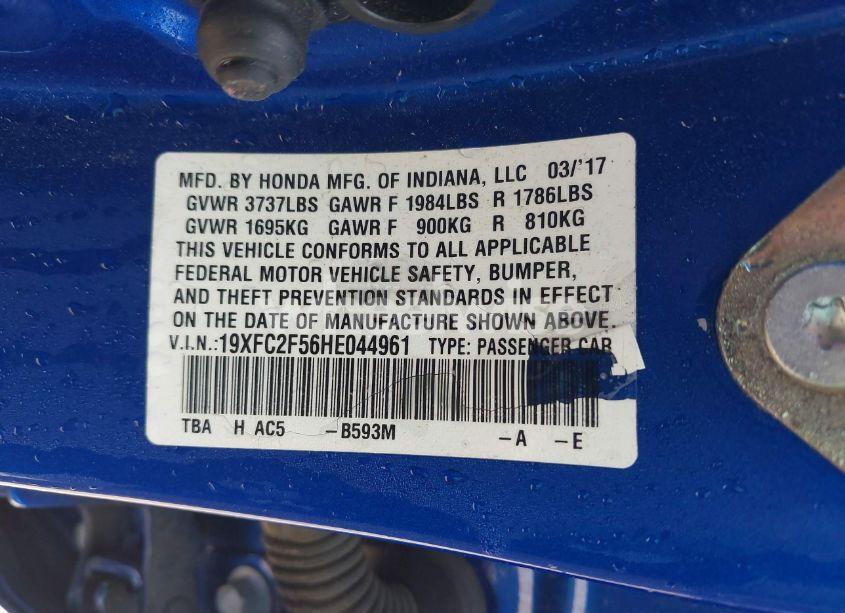 MFD. BY HONDA MFG. OF INDIANA, LLC 03/'17
GVWR 3737LBS GAWR F 1984LBS R 1786LBS
GVWR 1695KG GAWR F 900KG R 810KG
THIS VEHICLE CONFORMS TO ALL APPLICABLE
FEDERAL MOTOR VEHICLE SAFETY, BUMPER,
AND THEFT PREVENTION STANDARDS IN EFFECT
ON THE DATE OF MANUFACTURE SHOWN ABOVE.
V.I.N.:19XFC2F56HE044961 TYPE: PASSENGER CAR
TBA H AC5 -B593M -A -E